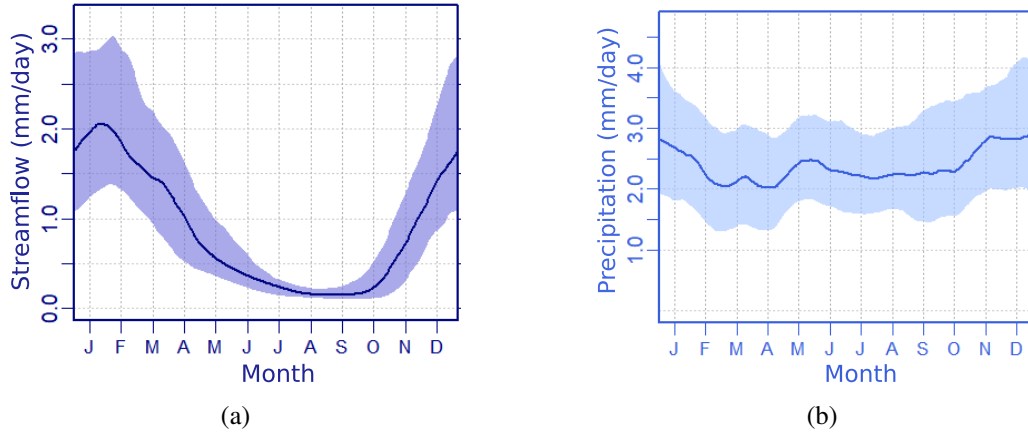 Streamflow (mm/day)
3.0
2.0
1.0
0.0
J F M A M J J A S O N D
Month
(a)
Precipitation (mm/day)
4.0
3.0
2.0
1.0
J F M A M J J A S O N D
Month
(b)